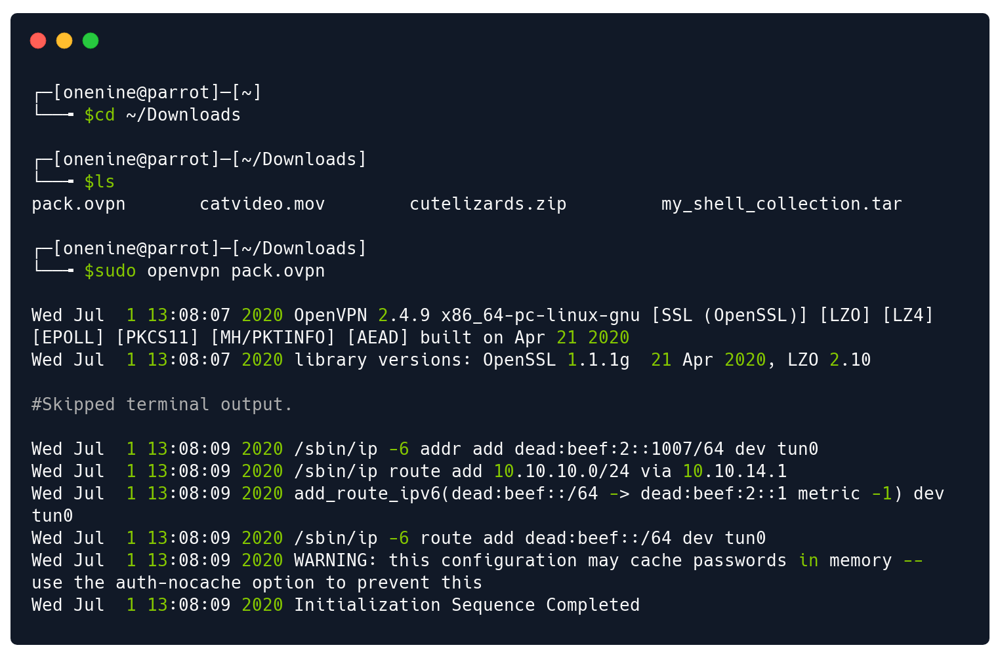 ┌─[onenine@parrot]─[~]
└──╼ $cd ~/Downloads
┌─[onenine@parrot]─[~/Downloads]
└──╼ $ls
pack.ovpn       catvideo.mov        cutelizards.zip         my_shell_collection.tar
┌─[onenine@parrot]─[~/Downloads]
└──╼ $sudo openvpn pack.ovpn
Wed Jul  1 13:08:07 2020 OpenVPN 2.4.9 x86_64-pc-linux-gnu [SSL (OpenSSL)] [LZO] [LZ4]
[EPOLL] [PKCS11] [MH/PKTINFO] [AEAD] built on Apr 21 2020
Wed Jul  1 13:08:07 2020 library versions: OpenSSL 1.1.1g  21 Apr 2020, LZO 2.10
#Skipped terminal output.
Wed Jul  1 13:08:09 2020 /sbin/ip -6 addr add dead:beef:2::1007/64 dev tun0
Wed Jul  1 13:08:09 2020 /sbin/ip route add 10.10.10.0/24 via 10.10.14.1
Wed Jul  1 13:08:09 2020 add_route_ipv6(dead:beef::/64 -> dead:beef:2::1 metric -1) dev
tun0
Wed Jul  1 13:08:09 2020 /sbin/ip -6 route add dead:beef::/64 dev tun0
Wed Jul  1 13:08:09 2020 WARNING: this configuration may cache passwords in memory --
use the auth-nocache option to prevent this
Wed Jul  1 13:08:09 2020 Initialization Sequence Completed